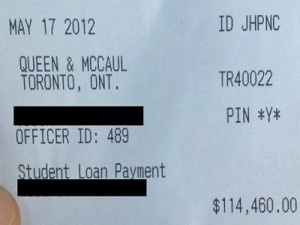 MAY 17 2012 ID JHPNC
QUEEN & MCCAUL
TORONTO, ONT. TR40022
PIN *Y*
OFFICER ID: 489
Student Loan Payment
$114,460.00